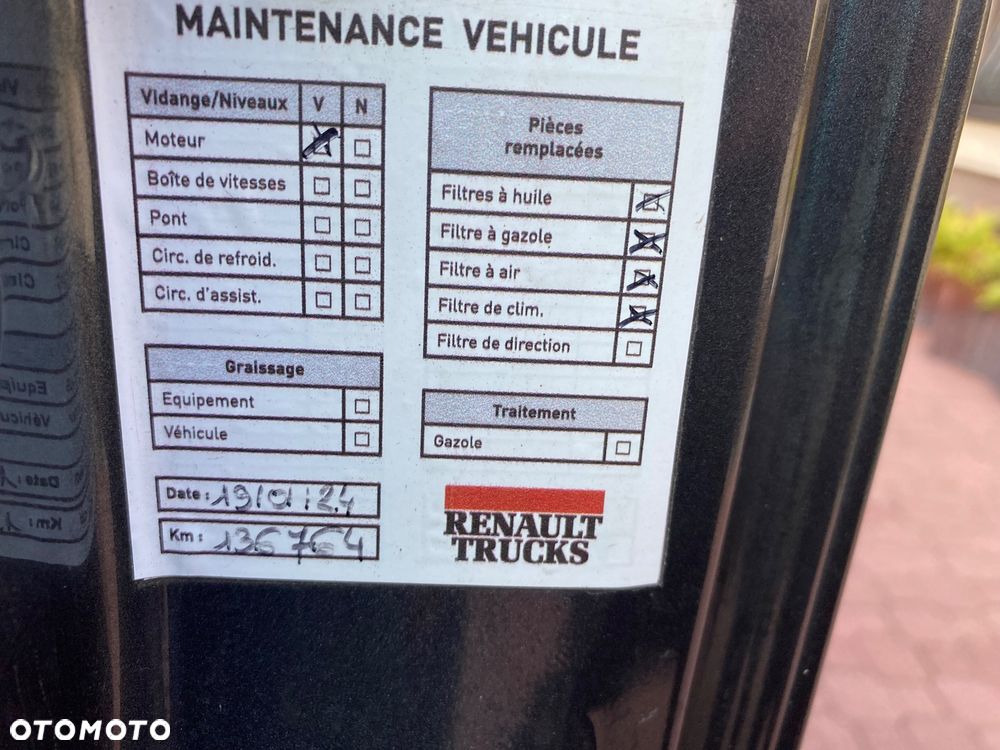 MAINTENANCE VEHICULE
Vidange/Niveaux V N
Moteur
Boîte de vitesses
Pont
Circ. de refroid.
Circ. d'assist.
Graissage
Equipement
Véhicule
Date : 19/01/24
Km : 136 764
Pièces
remplacées
Filtres à huile
Filtre à gazole
Filtre à air
Filtre de clim.
Filtre de direction
Traitement
Gazole
RENAULT
TRUCKS
OTOMOTO